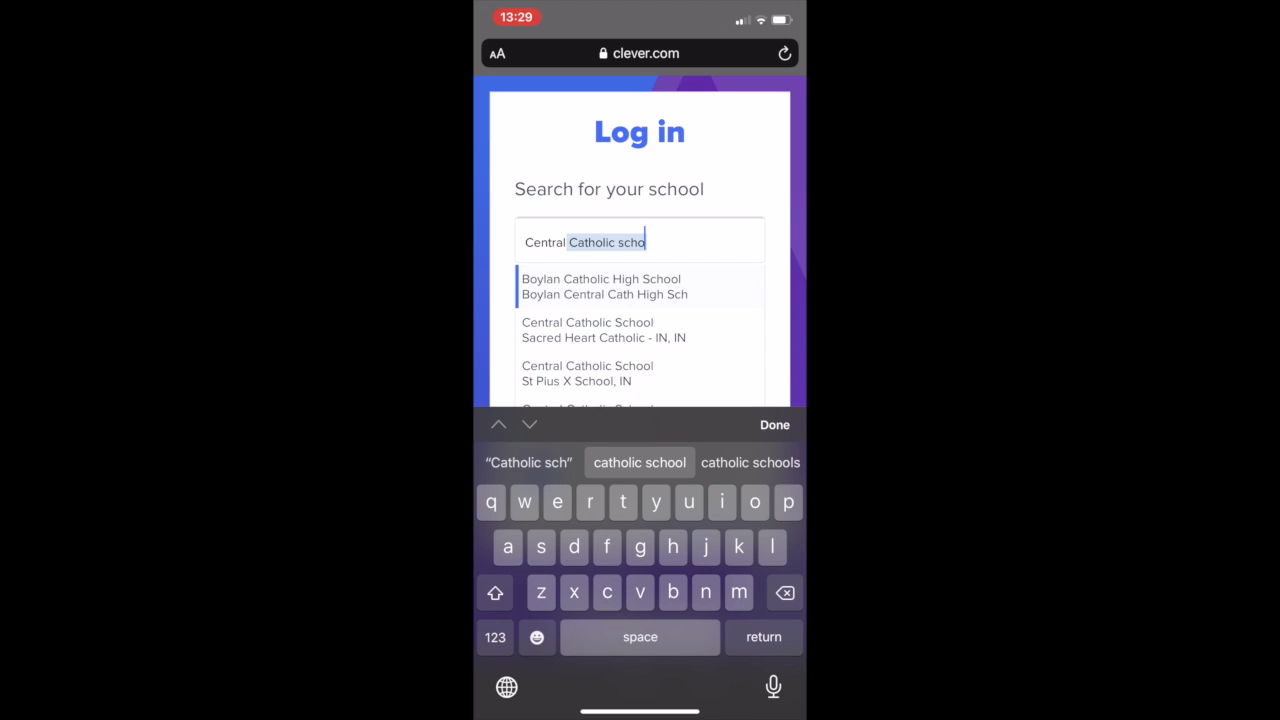 13:29
AA clever.com
Log in
Search for your school
Central Catholic scho
Boylan Catholic High School
Boylan Central Cath High Sch
Central Catholic School
Sacred Heart Catholic - IN, IN
Central Catholic School
St Pius X School, IN
Done
“Catholic sch” catholic school catholic schools
q w e r t y u i o p
a s d f g h j k l
z x c v b n m
123 space return